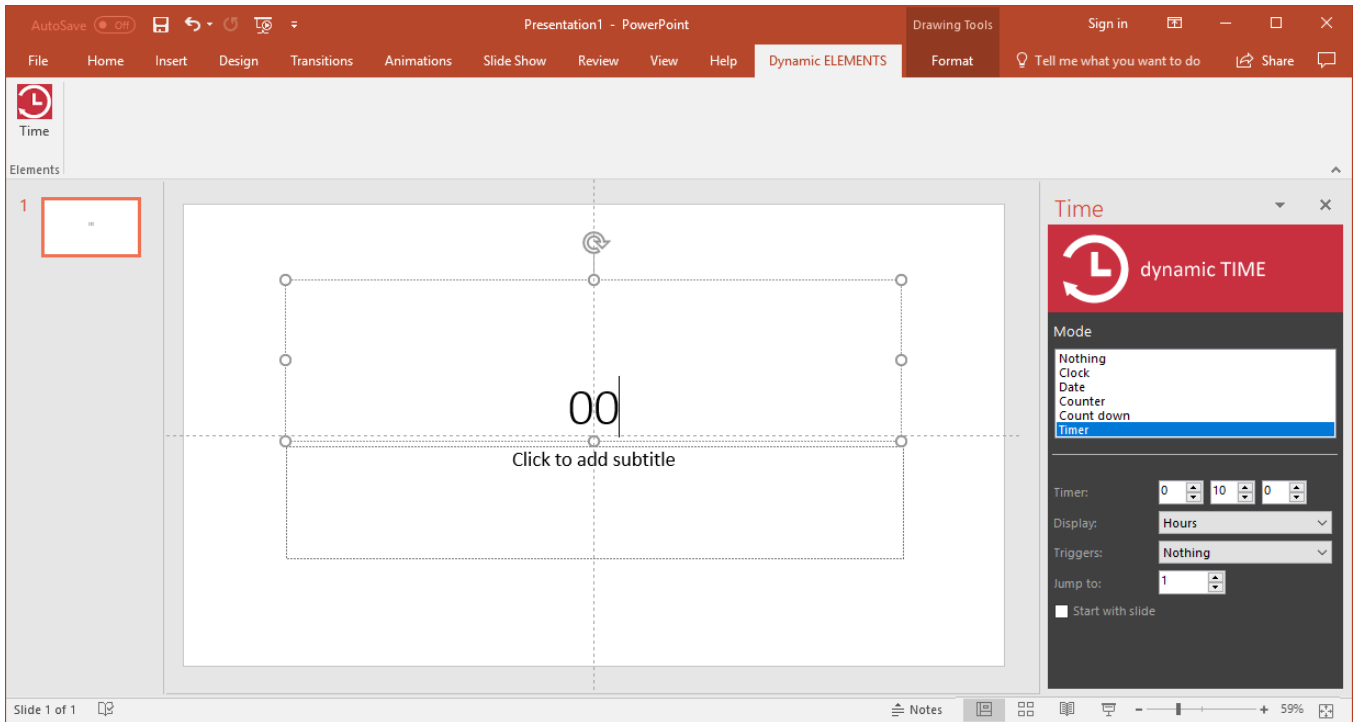 AutoSave Off Presentation1 - PowerPoint Drawing Tools Sign in
File Home Insert Design Transitions Animations Slide Show Review View Help Dynamic ELEMENTS Format Tell me what you want to do Share
Time
Elements
1
Time
dynamic TIME
Mode
Nothing
Clock
Date
Counter
Count down
Timer
00
Click to add subtitle
Timer: 0 10 0
Display: Hours
Triggers: Nothing
Jump to: 1
Start with slide
Slide 1 of 1 Notes 59%